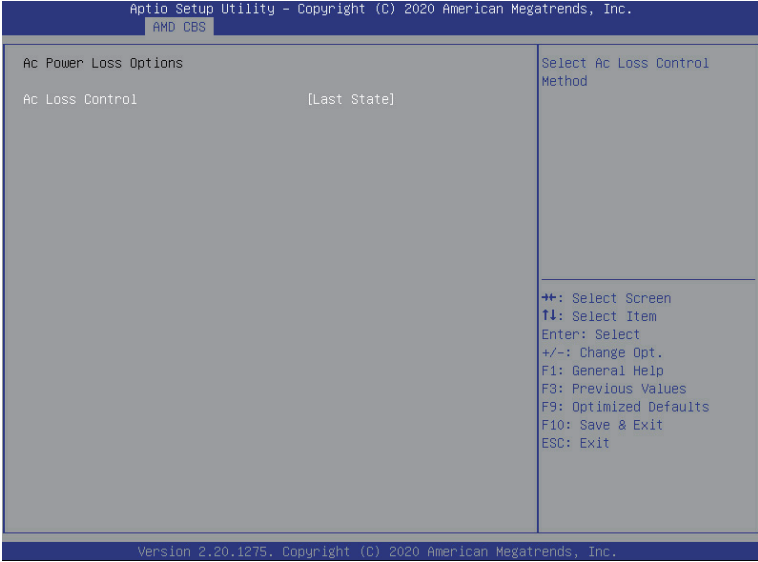 Aptio Setup Utility – Copyright (C) 2020 American Megatrends, Inc.
AMD CBS
Ac Power Loss Options
Ac Loss Control [Last State]
Select Ac Loss Control
Method
→←: Select Screen
↑↓: Select Item
Enter: Select
+/-: Change Opt.
F1: General Help
F3: Previous Values
F9: Optimized Defaults
F10: Save & Exit
ESC: Exit
Version 2.20.1275. Copyright (C) 2020 American Megatrends, Inc.